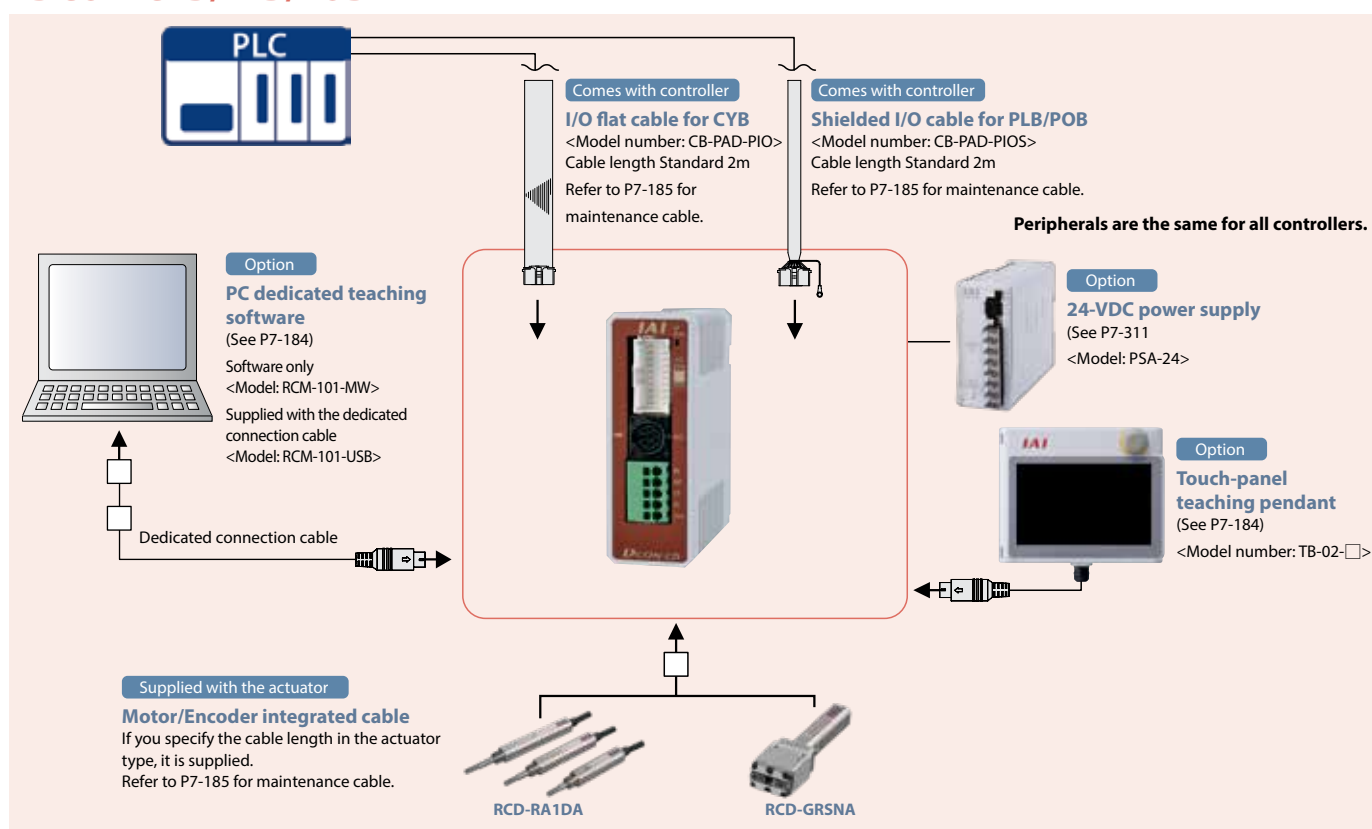 PLC
Comes with controller
I/O flat cable for CYB
<Model number: CB-PAD-PIO>
Cable length Standard 2m
Refer to P7-185 for
maintenance cable.
Comes with controller
Shielded I/O cable for PLB/POB
<Model number: CB-PAD-PIOS>
Cable length Standard 2m
Refer to P7-185 for maintenance cable.
Peripherals are the same for all controllers.
Option
PC dedicated teaching
software
(See P7-184)
Software only
<Model: RCM-101-MW>
Supplied with the dedicated
connection cable
<Model: RCM-101-USB>
Dedicated connection cable
IAI
DCON-CB
IAI
Option
24-VDC power supply
(See P7-311
<Model: PSA-24>
IAI
Option
Touch-panel
teaching pendant
(See P7-184)
<Model number: TB-02-□>
Supplied with the actuator
Motor/Encoder integrated cable
If you specify the cable length in the actuator
type, it is supplied.
Refer to P7-185 for maintenance cable.
RCD-RA1DA
RCD-GRSNA